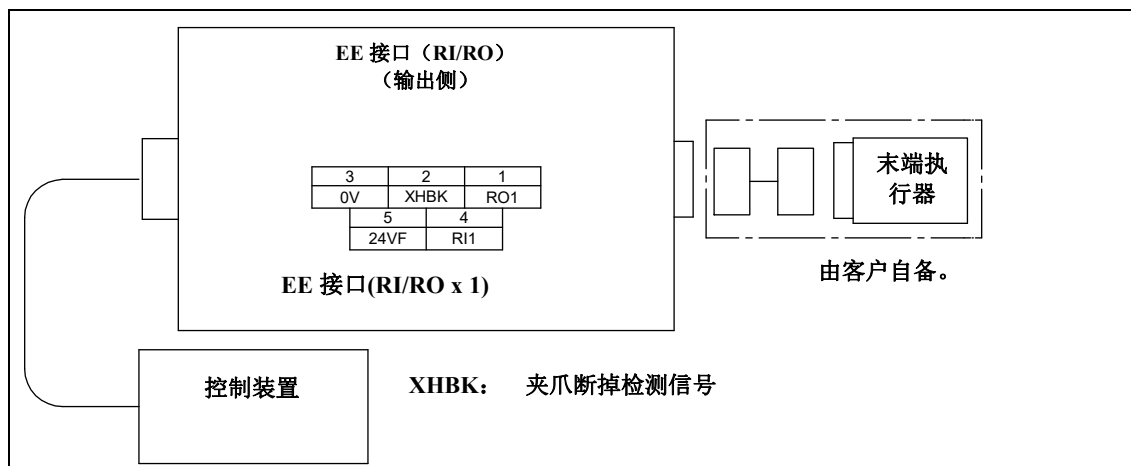 EE 接口（RI/RO）
（输出侧）
3 2 1
0V XHBK RO1
5 4
24VF RI1
EE 接口(RI/RO x 1)
末端执
行器
由客户自备。
控制装置
XHBK： 夹爪断掉检测信号